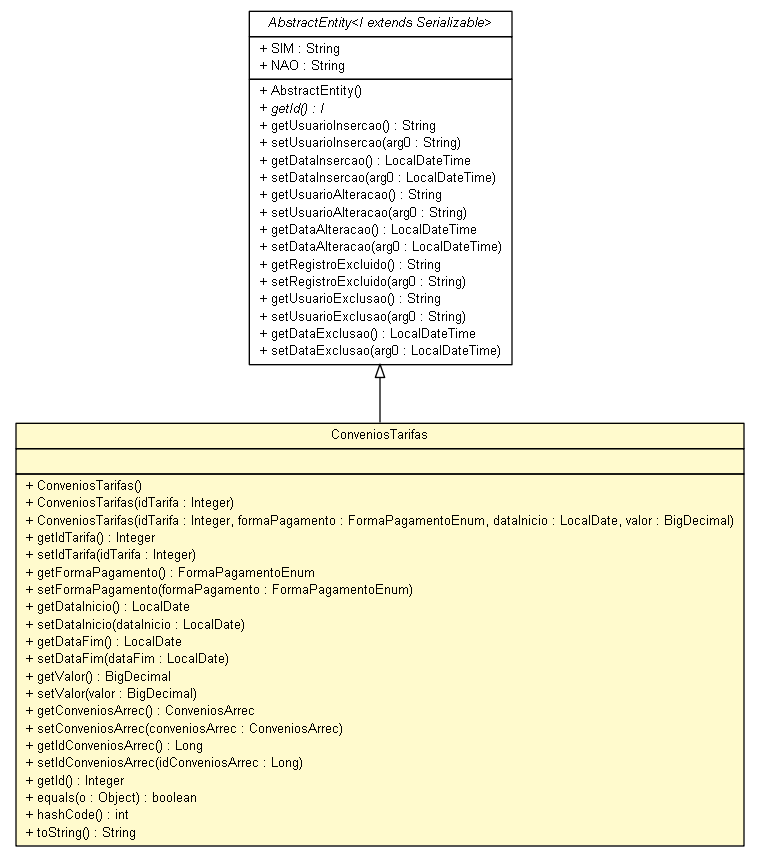 AbstractEntity<I extends Serializable>
+ SIM : String
+ NAO : String
+ AbstractEntity()
+ getId() : I
+ getUsuarioInsercao() : String
+ setUsuarioInsercao(arg0 : String)
+ getDataInsercao() : LocalDateTime
+ setDataInsercao(arg0 : LocalDateTime)
+ getUsuarioAlteracao() : String
+ setUsuarioAlteracao(arg0 : String)
+ getDataAlteracao() : LocalDateTime
+ setDataAlteracao(arg0 : LocalDateTime)
+ getRegistroExcluido() : String
+ setRegistroExcluido(arg0 : String)
+ getUsuarioExclusao() : String
+ setUsuarioExclusao(arg0 : String)
+ getDataExclusao() : LocalDateTime
+ setDataExclusao(arg0 : LocalDateTime)
ConveniosTarifas
+ ConveniosTarifas()
+ ConveniosTarifas(idTarifa : Integer)
+ ConveniosTarifas(idTarifa : Integer, formaPagamento : FormaPagamentoEnum, dataInicio : LocalDate, valor : BigDecimal)
+ getIdTarifa() : Integer
+ setIdTarifa(idTarifa : Integer)
+ getFormaPagamento() : FormaPagamentoEnum
+ setFormaPagamento(formaPagamento : FormaPagamentoEnum)
+ getDataInicio() : LocalDate
+ setDataInicio(dataInicio : LocalDate)
+ getDataFim() : LocalDate
+ setDataFim(dataFim : LocalDate)
+ getValor() : BigDecimal
+ setValor(valor : BigDecimal)
+ getConveniosArrec() : ConveniosArrec
+ setConveniosArrec(conveniosArrec : ConveniosArrec)
+ getIdConveniosArrec() : Long
+ setIdConveniosArrec(idConveniosArrec : Long)
+ getId() : Integer
+ equals(o : Object) : boolean
+ hashCode() : int
+ toString() : String